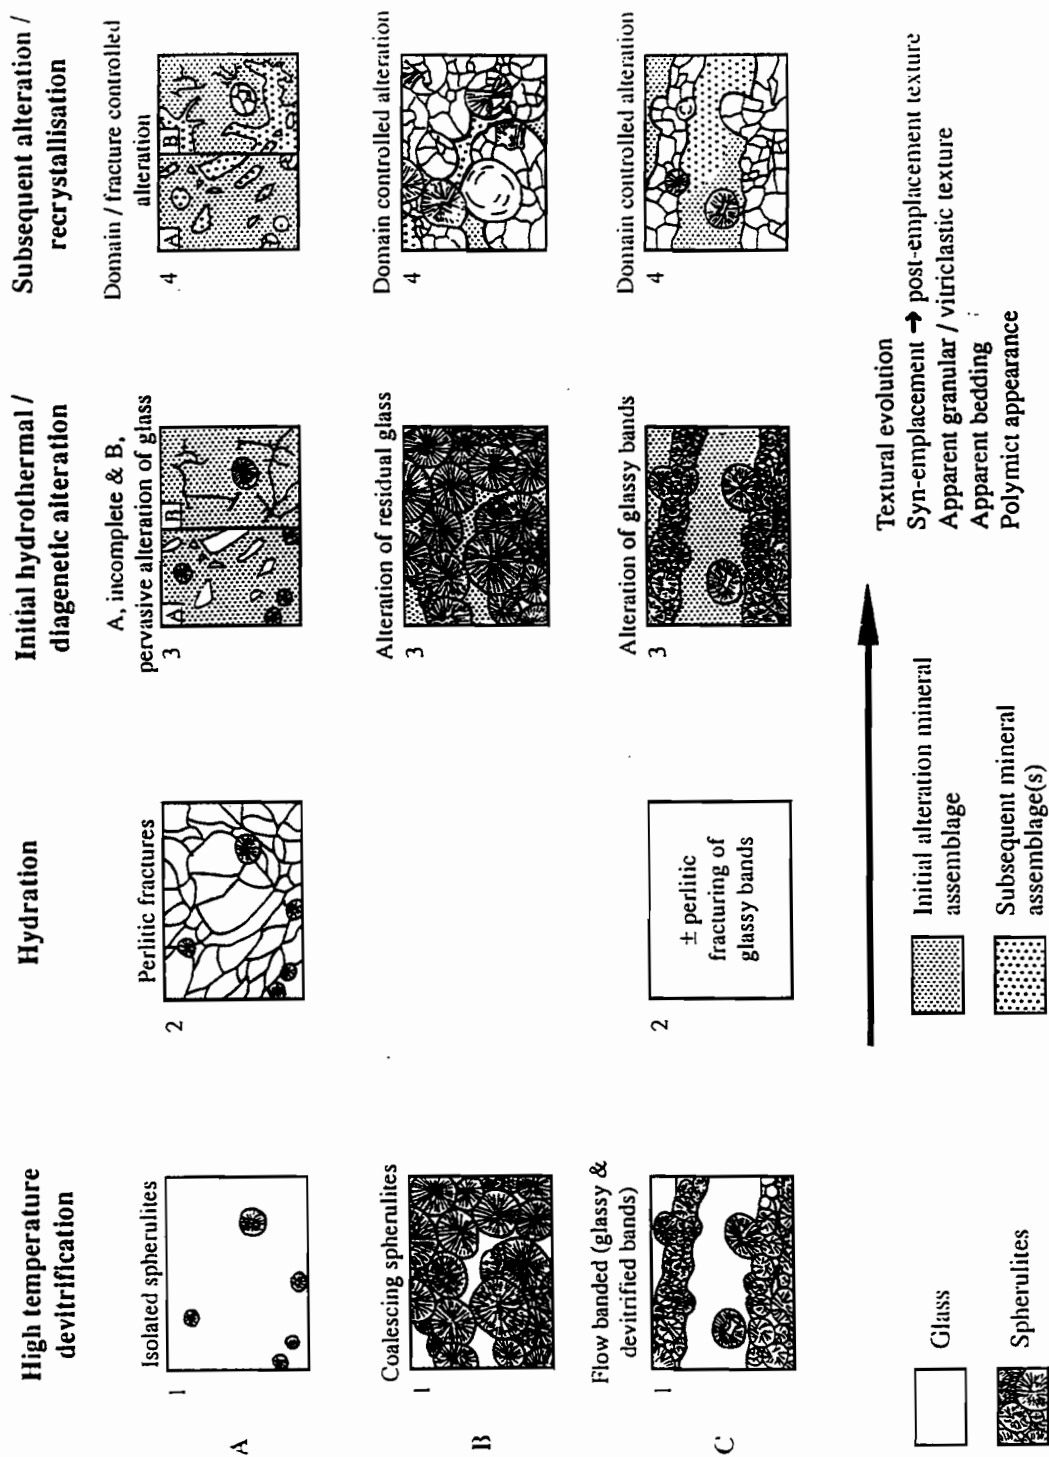 High temperature
devitrification
Hydration
Initial hydrothermal /
diagenetic alteration
Subsequent alteration /
recrystallisation
A
1
Isolated spherulites
2
Perlitic fractures
3
A, incomplete & B,
pervasive alteration of glass
A
B
4
Domain / fracture controlled
alteration
A
B
B
1
Coalescing spherulites
3
Alteration of residual glass
4
Domain controlled alteration
C
1
Flow banded (glassy &
devitrified bands)
2
± perlitic
fracturing of
glassy bands
3
Alteration of glassy bands
4
Domain controlled alteration
Glass
Spherulites
Initial alteration mineral
assemblage
Subsequent mineral
assemblage(s)
Textural evolution
Syn-emplacement → post-emplacement texture
Apparent granular / vitriclastic texture
Apparent bedding
Polymict appearance